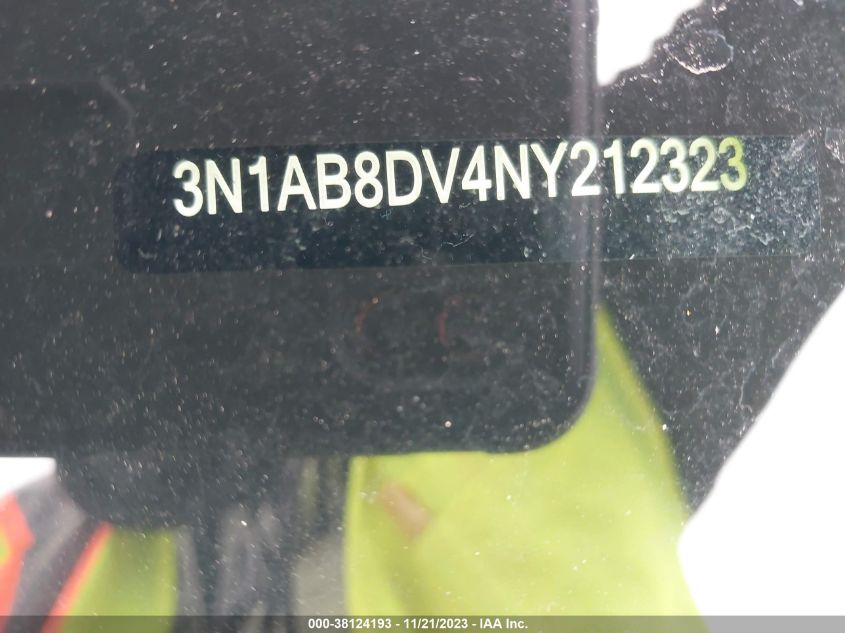 3N1AB8DV4NY212323
000-38124193 - 11/21/2023 - IAA Inc.